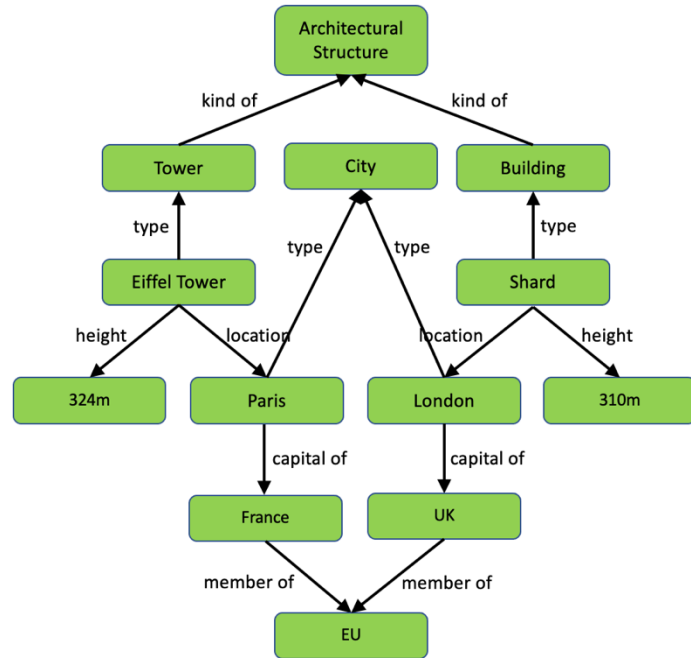 Architectural
Structure
kind of
kind of
Tower
City
Building
type
type
type
type
Eiffel Tower
Shard
height
location
location
height
324m
Paris
London
310m
capital of
capital of
France
UK
member of
member of
EU